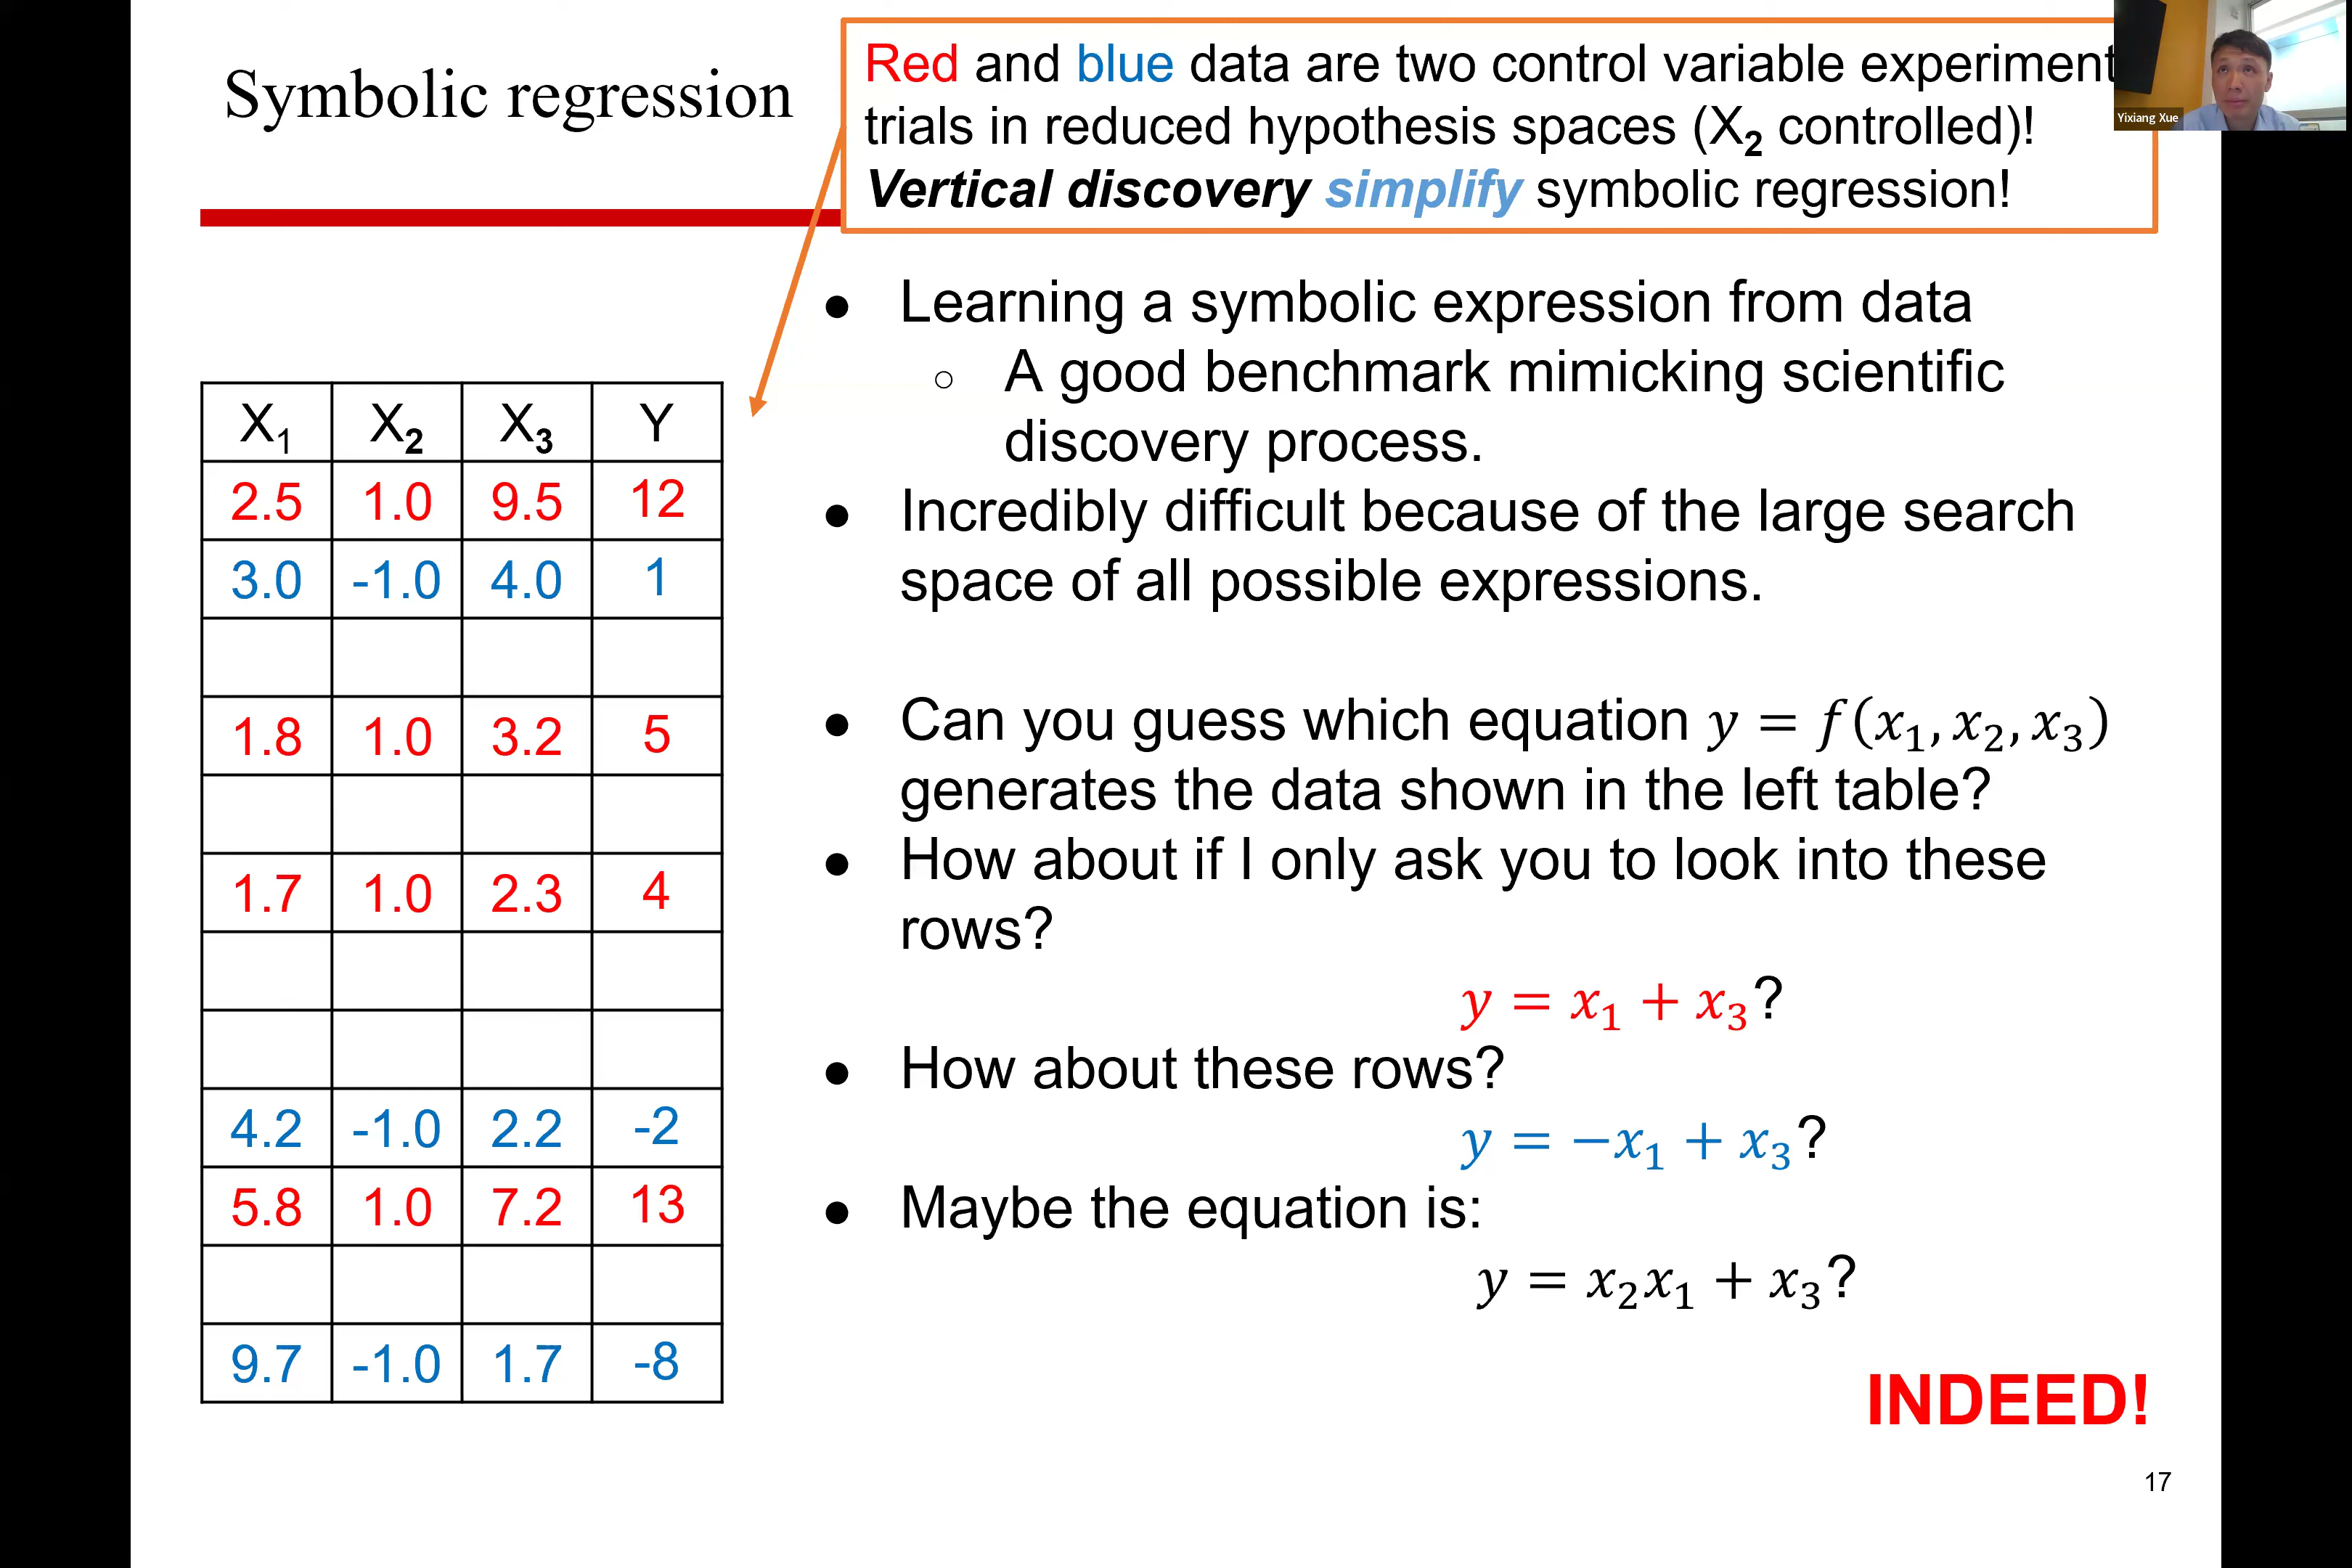 Symbolic regression
Red and blue data are two control variable experiment
trials in reduced hypothesis spaces (X₂ controlled)!
Vertical discovery simplify symbolic regression!
Yixiang Xue
X₁ X₂ X₃ Y
2.5 1.0 9.5 12
3.0 -1.0 4.0 1
1.8 1.0 3.2 5
1.7 1.0 2.3 4
4.2 -1.0 2.2 -2
5.8 1.0 7.2 13
9.7 -1.0 1.7 -8
● Learning a symbolic expression from data
○ A good benchmark mimicking scientific
discovery process.
● Incredibly difficult because of the large search
space of all possible expressions.
● Can you guess which equation y = f(x₁, x₂, x₃)
generates the data shown in the left table?
● How about if I only ask you to look into these
rows?
y = x₁ + x₃?
● How about these rows?
y = −x₁ + x₃?
● Maybe the equation is:
y = x₂x₁ + x₃?
INDEED!
17